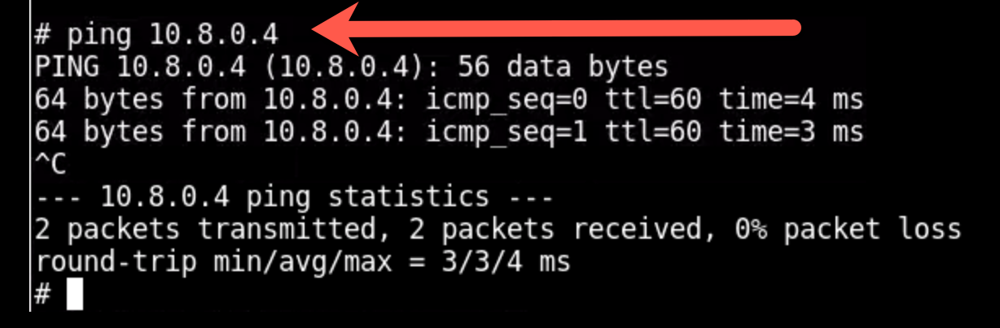 # ping 10.8.0.4
PING 10.8.0.4 (10.8.0.4): 56 data bytes
64 bytes from 10.8.0.4: icmp_seq=0 ttl=60 time=4 ms
64 bytes from 10.8.0.4: icmp_seq=1 ttl=60 time=3 ms
^C
--- 10.8.0.4 ping statistics ---
2 packets transmitted, 2 packets received, 0% packet loss
round-trip min/avg/max = 3/3/4 ms
#